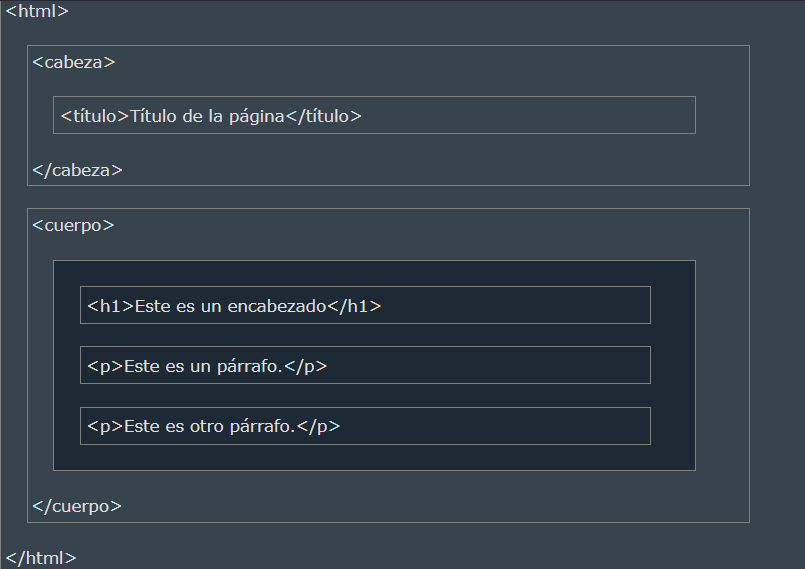 <html>
<cabeza>
<título>Título de la página</título>
</cabeza>
<cuerpo>
<h1>Este es un encabezado</h1>
<p>Este es un párrafo.</p>
<p>Este es otro párrafo.</p>
</cuerpo>
</html>